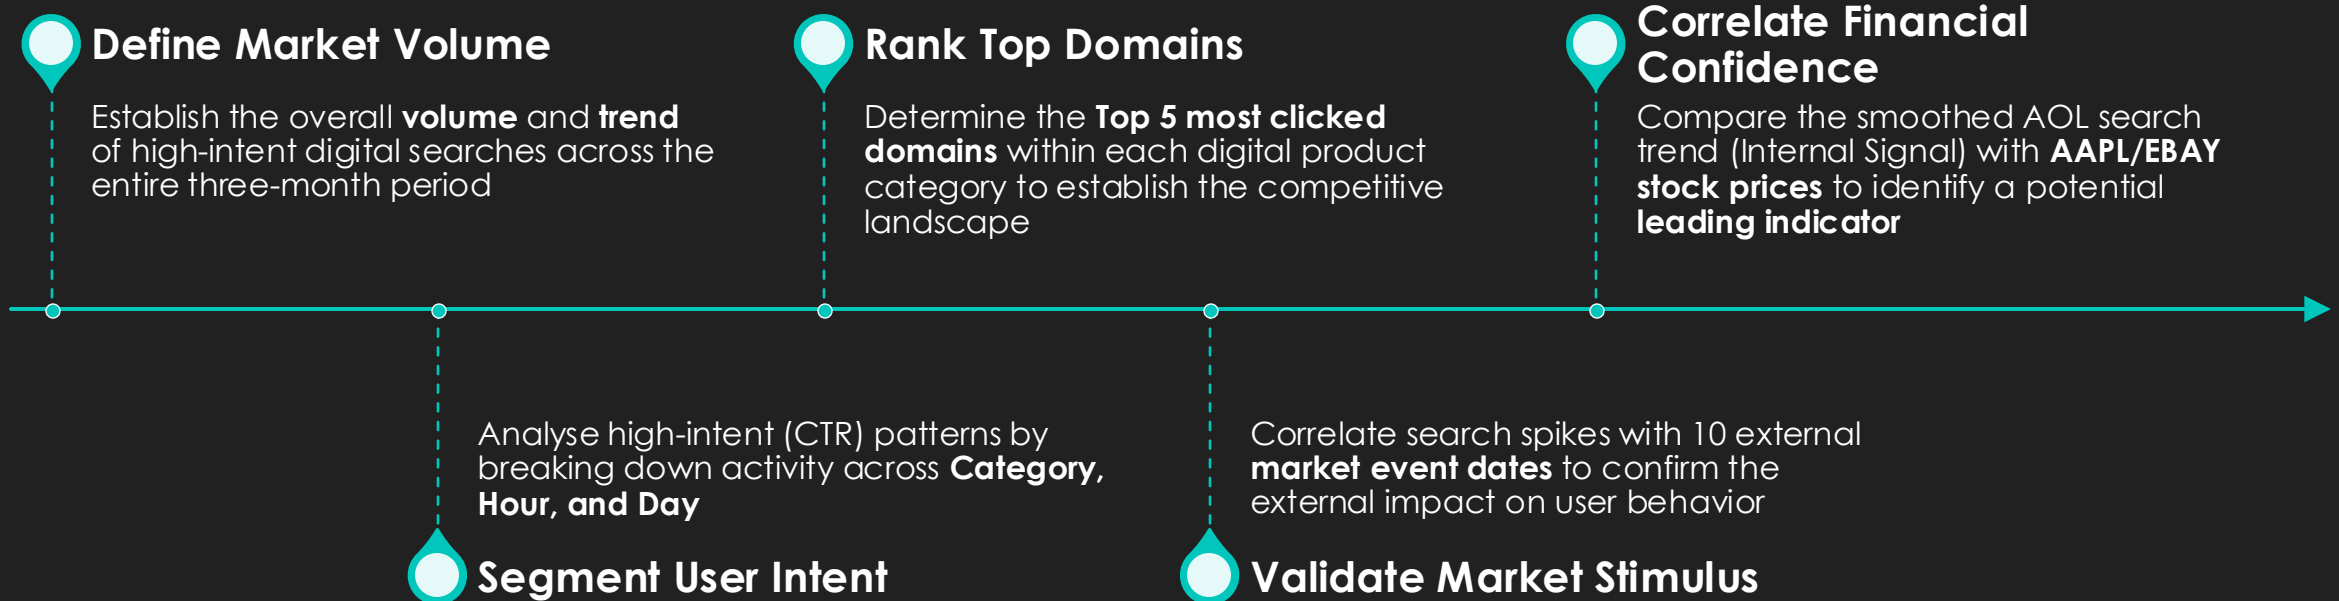 Define Market Volume
Establish the overall volume and trend
of high-intent digital searches across the
entire three-month period
Analyse high-intent (CTR) patterns by
breaking down activity across Category,
Hour, and Day
Segment User Intent
Rank Top Domains
Determine the Top 5 most clicked
domains within each digital product
category to establish the competitive
landscape
Correlate search spikes with 10 external
market event dates to confirm the
external impact on user behavior
Validate Market Stimulus
Correlate Financial
Confidence
Compare the smoothed AOL search
trend (Internal Signal) with AAPL/EBAY
stock prices to identify a potential
leading indicator